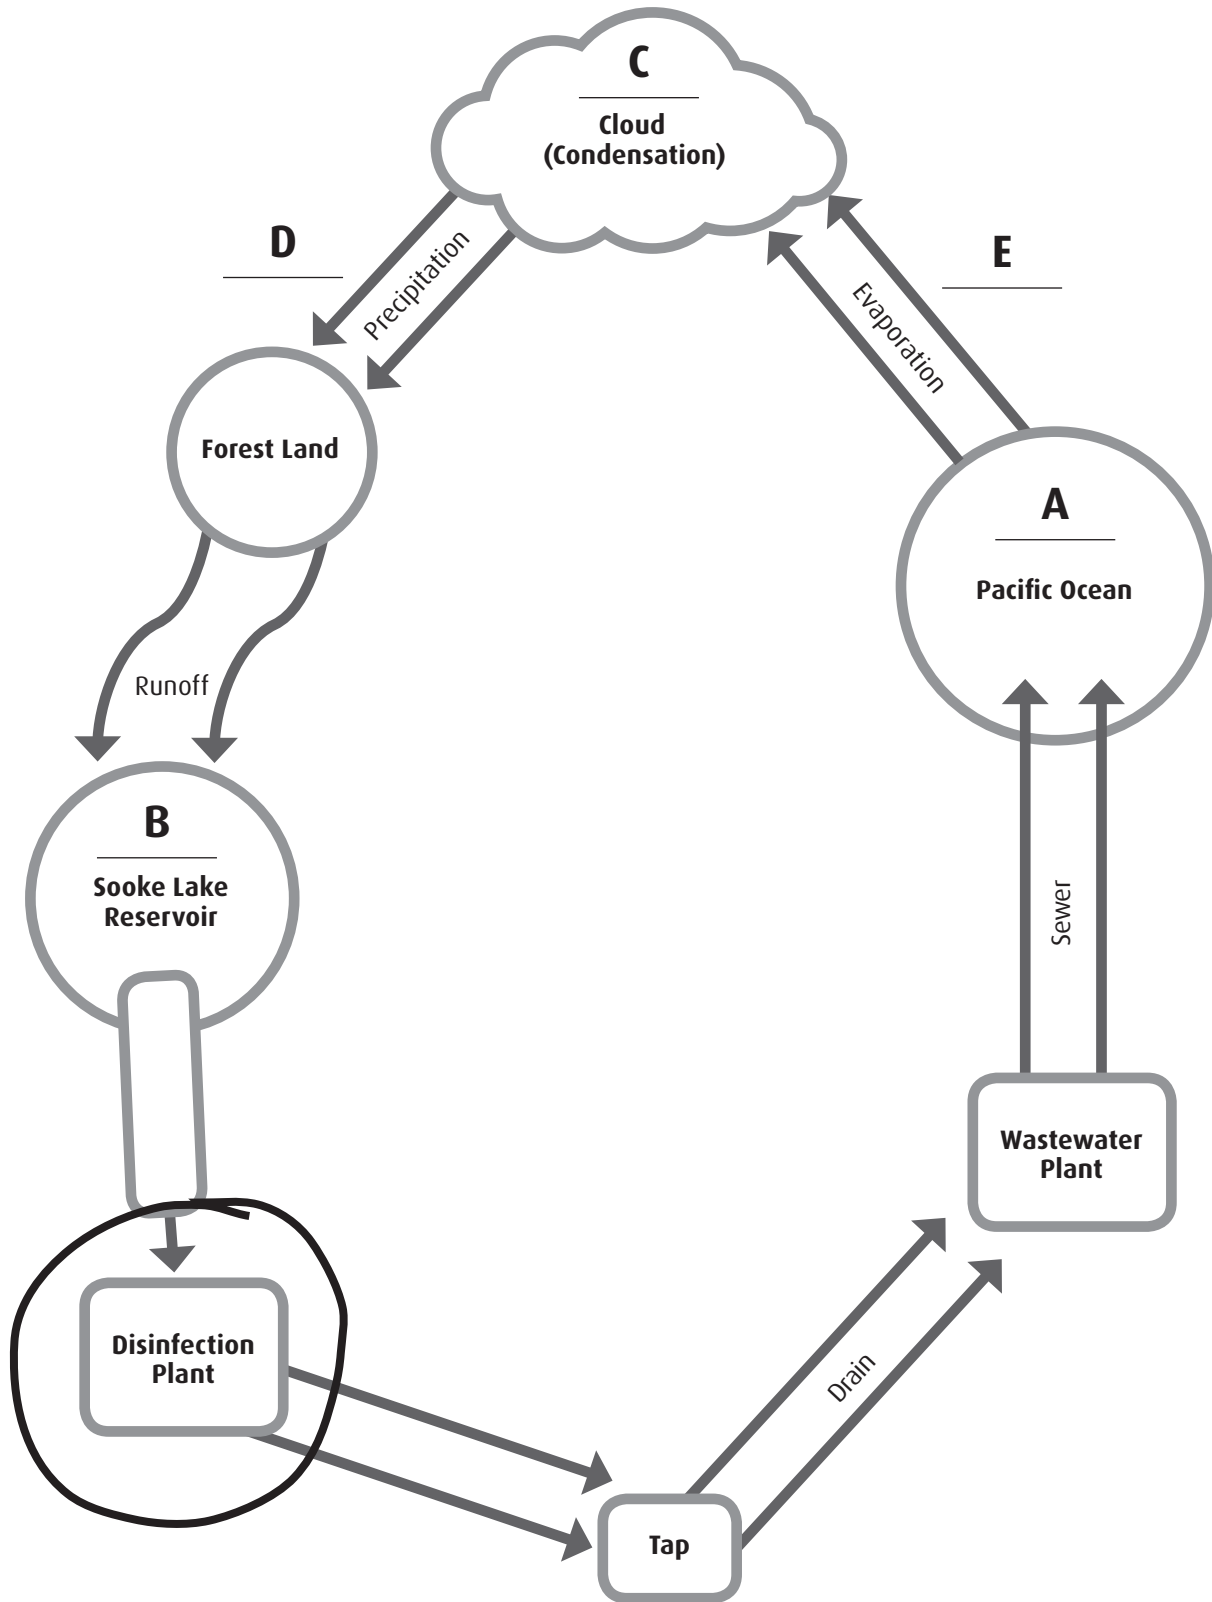 C
Cloud
(Condensation)
D
Precipitation
E
Evaporation
Forest Land
A
Pacific Ocean
Runoff
B
Sooke Lake
Reservoir
Sewer
Wastewater
Plant
Disinfection
Plant
Drain
Tap